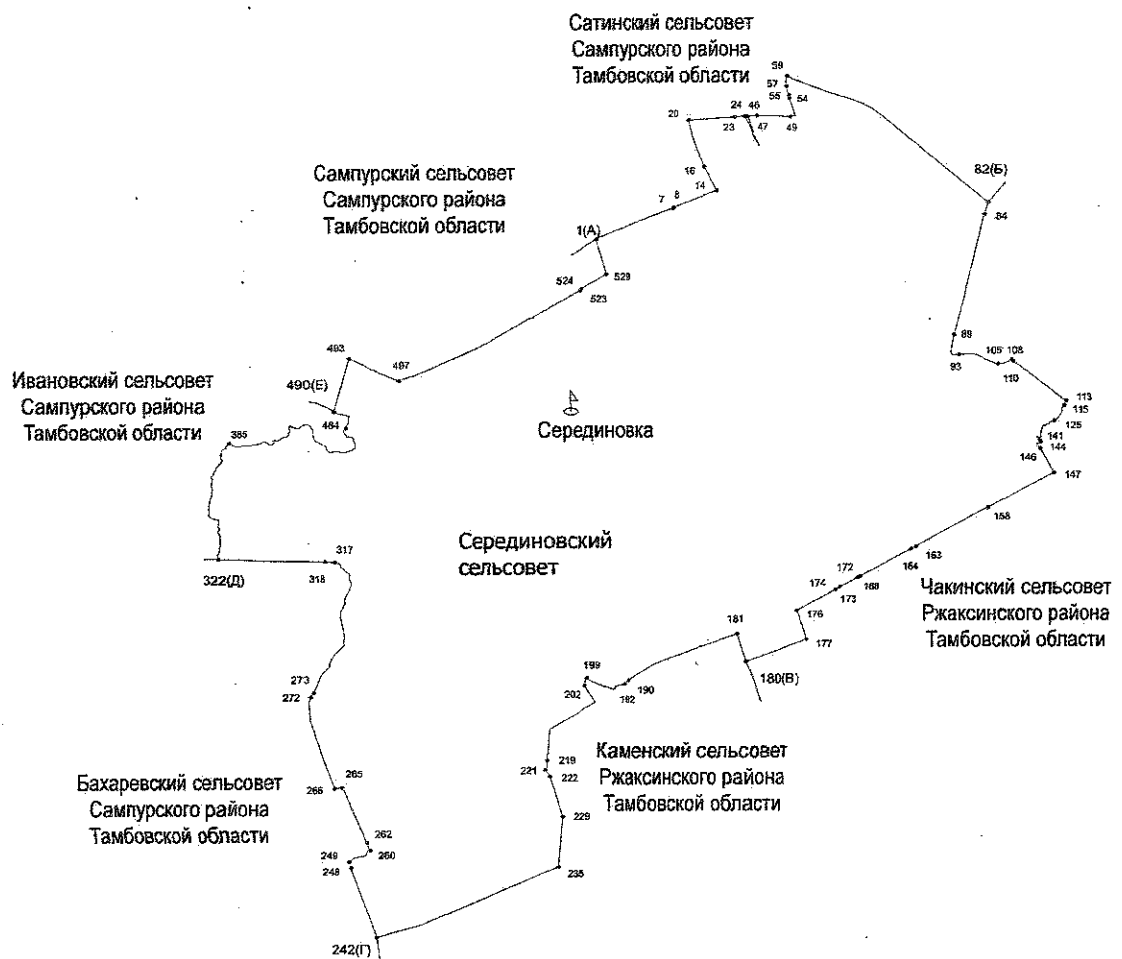 Сатинский сельсовет
Сампурского района
Тамбовской области
59
57
55
54
20
24
46
23
47
49
Сампурский сельсовет
Сампурского района
Тамбовской области
16
14
7
8
82(Б)
84
1(А)
529
524
523
493
487
490(Е)
484
Ивановский сельсовет
Сампурского района
Тамбовской области
385
89
93
105
108
110
113
115
125
141
144
146
147
Серединовка
158
163
164
Серединовский
сельсовет
317
318
322(Д)
172
168
174
173
176
177
Чакинский сельсовет
Ржаксинского района
Тамбовской области
181
180(В)
199
202
190
192
273
272
219
221
222
229
235
Каменский сельсовет
Ржаксинского района
Тамбовской области
265
266
Бахаревский сельсовет
Сампурского района
Тамбовской области
262
260
249
248
242(Г)